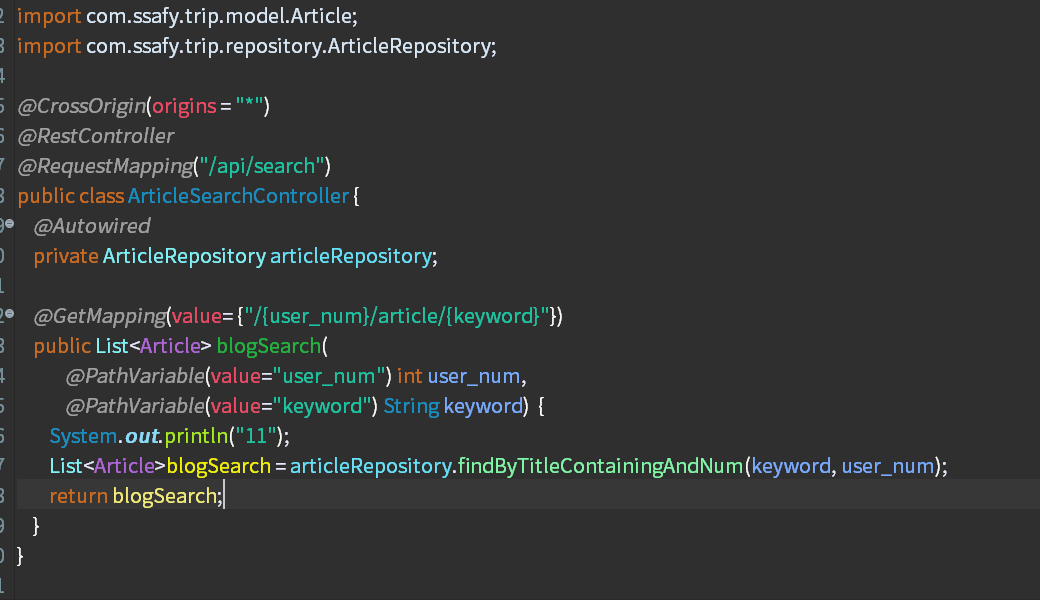 2 import com.ssafy.trip.model.Article;
3 import com.ssafy.trip.repository.ArticleRepository;
4
5 @CrossOrigin(origins = "*")
6 @RestController
7 @RequestMapping("/api/search")
8 public class ArticleSearchController {
9 @Autowired
0 private ArticleRepository articleRepository;
1
2 @GetMapping(value= {"/{user_num}/article/{keyword}"})
3 public List<Article> blogSearch(
4 @PathVariable(value="user_num") int user_num,
5 @PathVariable(value="keyword") String keyword) {
6 System.out.println("11");
7 List<Article>blogSearch = articleRepository.findByTitleContainingAndNum(keyword, user_num);
8 return blogSearch;
9 }
0 }
1